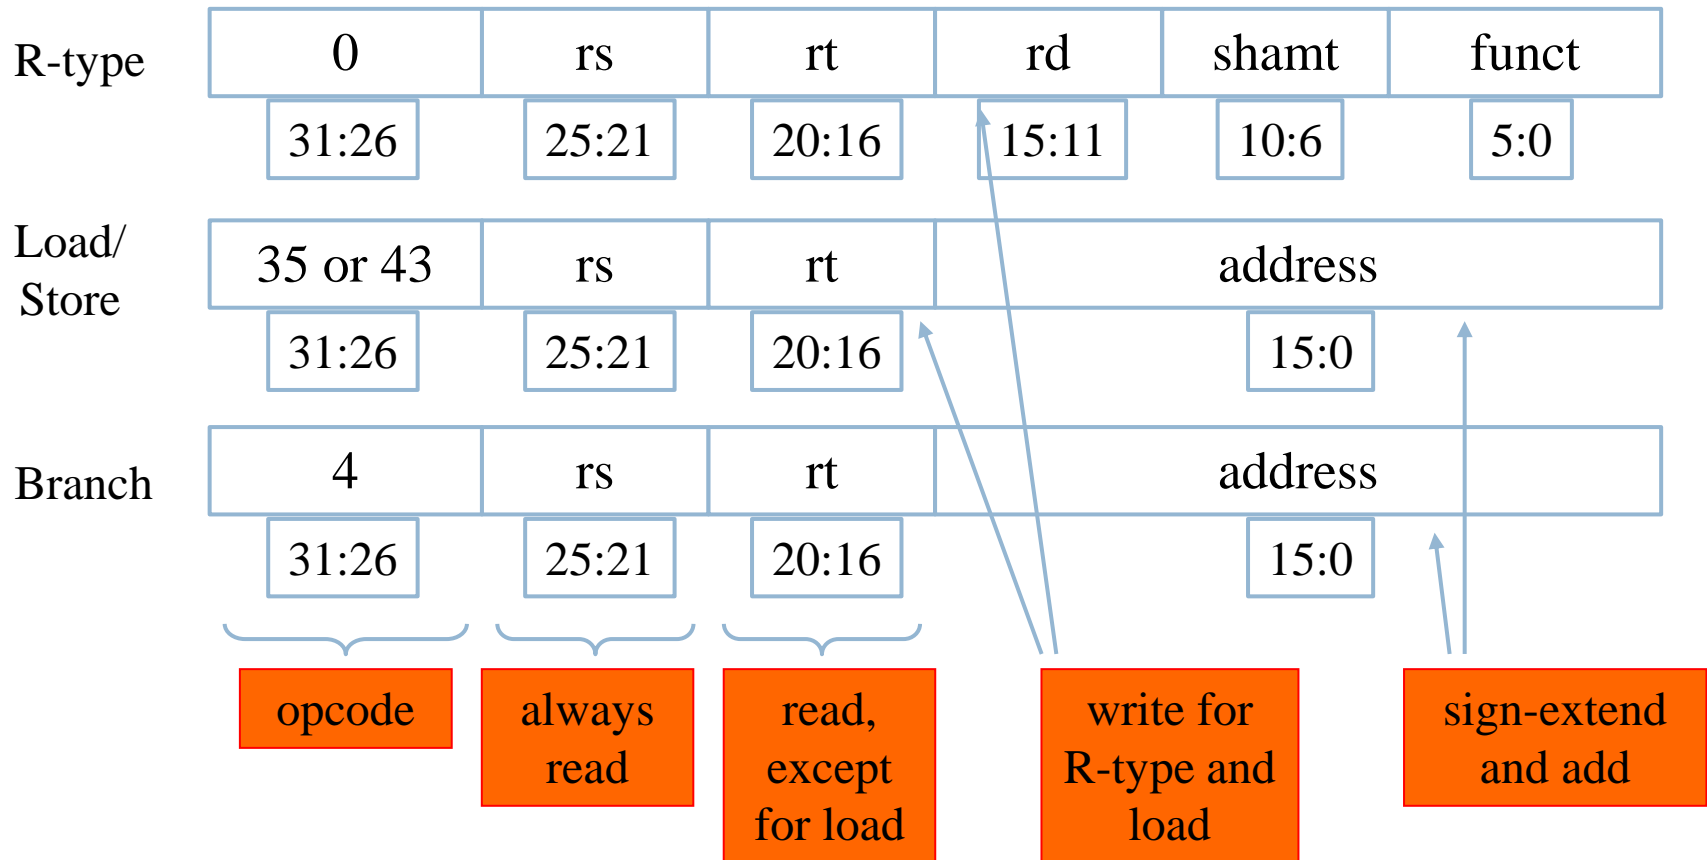 R-type 0 rs rt rd shamt funct
31:26 25:21 20:16 15:11 10:6 5:0
Load/
Store
35 or 43 rs rt address
31:26 25:21 20:16 15:0
Branch 4 rs rt address
31:26 25:21 20:16 15:0
opcode
always
read
read,
except
for load
write for
R-type and
load
sign-extend
and add